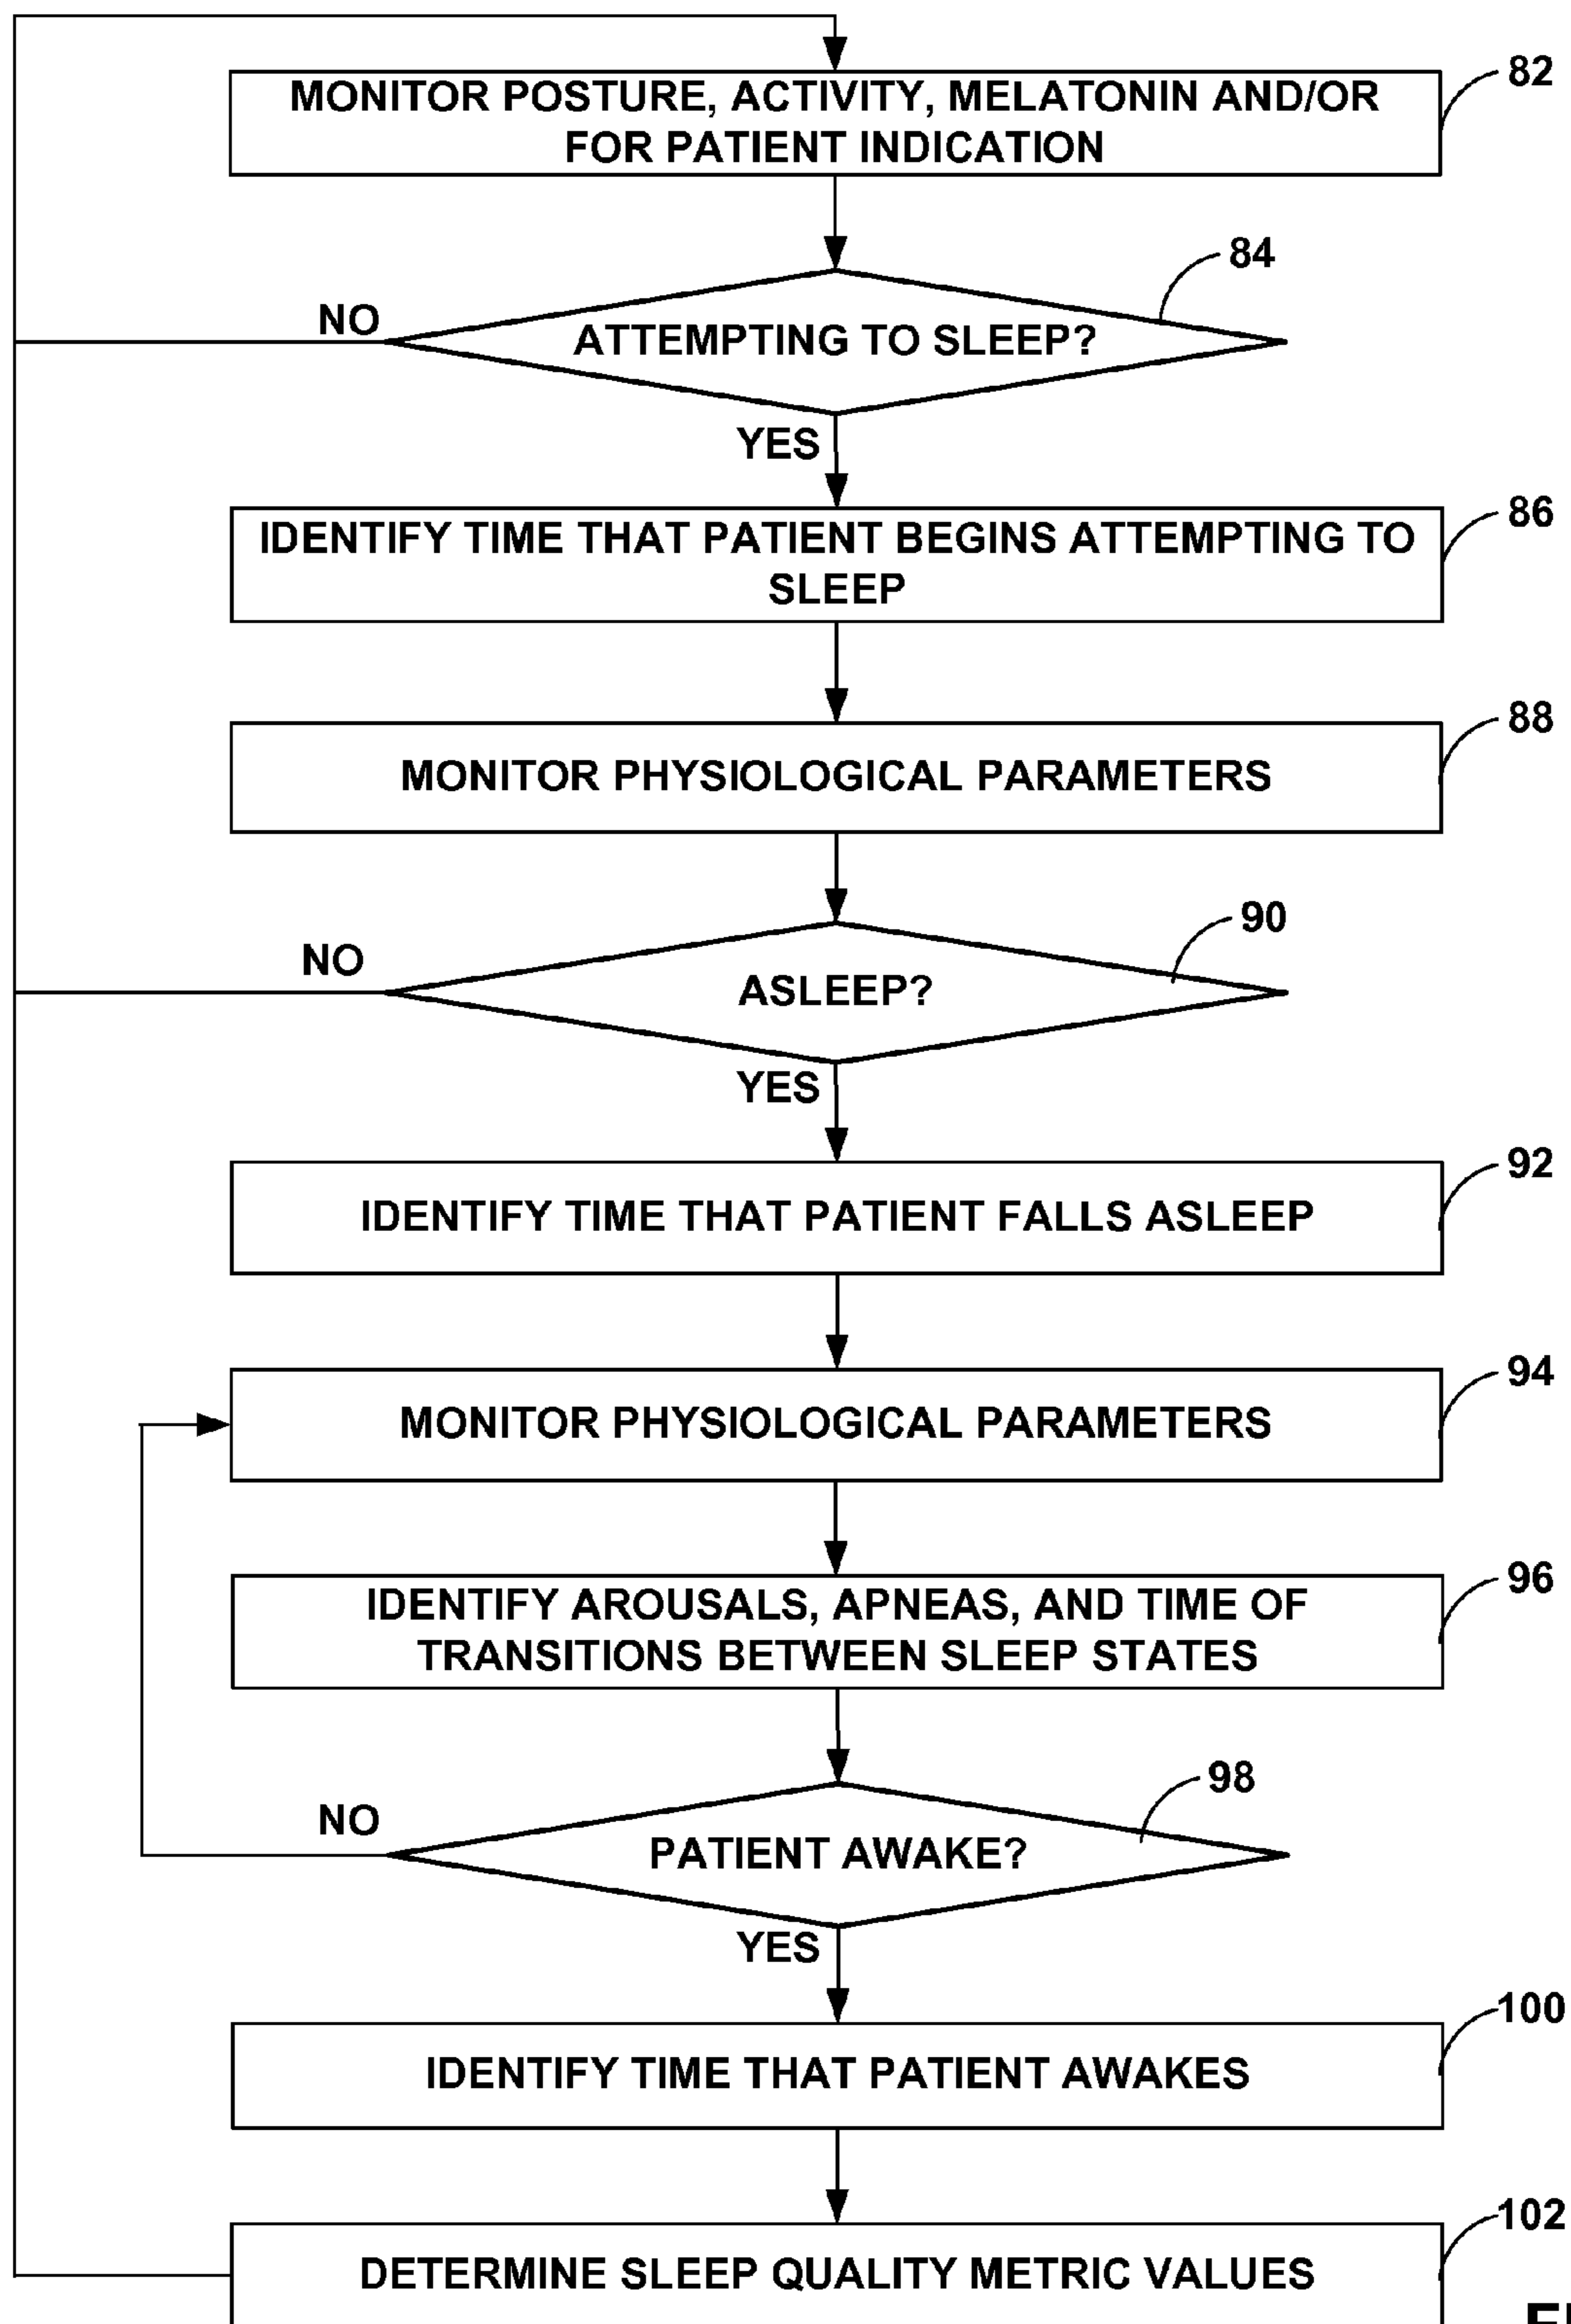 82
MONITOR POSTURE, ACTIVITY, MELATONIN AND/OR
FOR PATIENT INDICATION
84
NO
ATTEMPTING TO SLEEP?
YES
86
IDENTIFY TIME THAT PATIENT BEGINS ATTEMPTING TO
SLEEP
88
MONITOR PHYSIOLOGICAL PARAMETERS
90
NO
ASLEEP?
YES
92
IDENTIFY TIME THAT PATIENT FALLS ASLEEP
94
MONITOR PHYSIOLOGICAL PARAMETERS
96
IDENTIFY AROUSALS, APNEAS, AND TIME OF
TRANSITIONS BETWEEN SLEEP STATES
98
NO
PATIENT AWAKE?
YES
100
IDENTIFY TIME THAT PATIENT AWAKES
102
DETERMINE SLEEP QUALITY METRIC VALUES